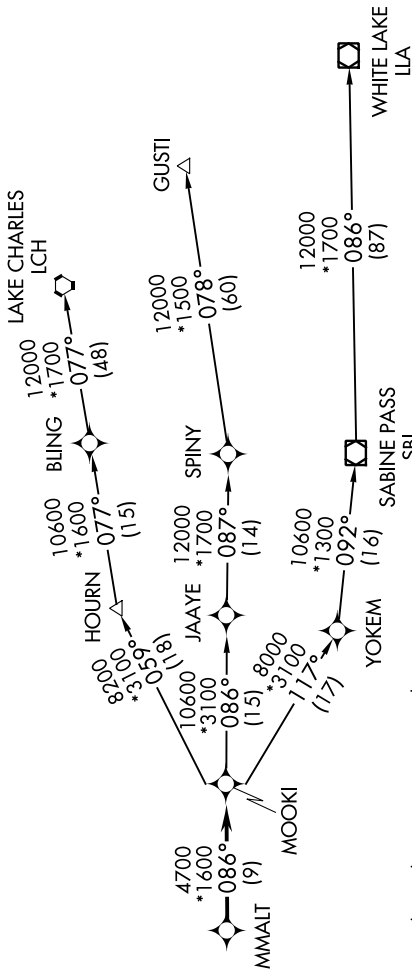 LAKE CHARLES
LCH
12000
*1700
077°
(48)
BLING
10600
*1600
077°
(15)
HOURN
8200
*3100
059°
(18)
GUSTI
12000
*1500
078°
(60)
SPINY
12000
*1700
087°
(14)
JAAYE
10600
*3100
086°
(15)
MOOKI
4700
*1600
086°
(9)
MMALT
WHITE LAKE
LLA
12000
*1700
086°
(87)
SABINE PASS
SBI
10600
*1300
092°
(16)
YOKEM
8000
*3100
117°
(17)